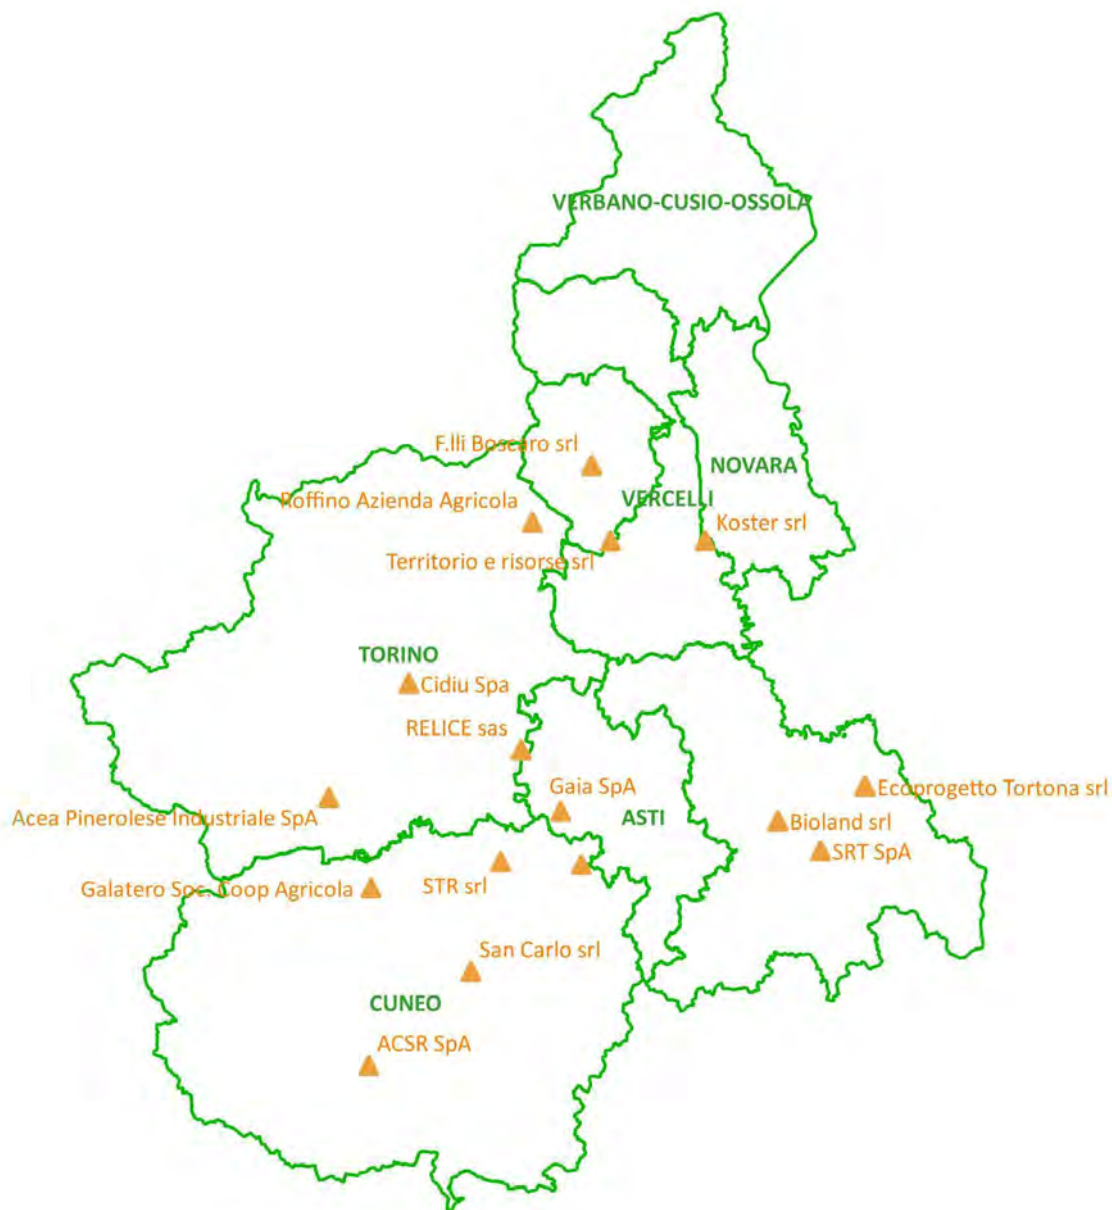 VERBANO-CUSIO-OSSOLA
F.lli Boscaro srl
NOVARA
Roffino Azienda Agricola
VERCELLI
Koster srl
Territorio e risorse srl
TORINO
Cidiu Spa
RELICE sas
Gaia SpA
Ecoprogetto Tortona srl
Acea Pinerolese Industriale SpA
ASTI
Bioland srl
SRT SpA
Galatero Soc. Coop Agricola
STR srl
San Carlo srl
CUNEO
ACSR SpA